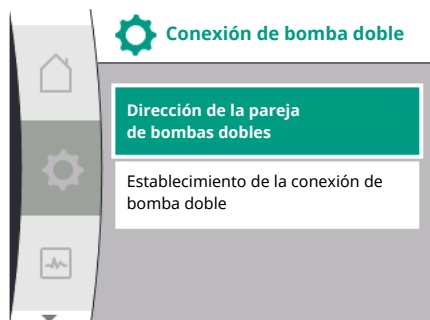 Conexión de bomba doble
Dirección de la pareja
de bombas dobles
Establecimiento de la conexión de
bomba doble